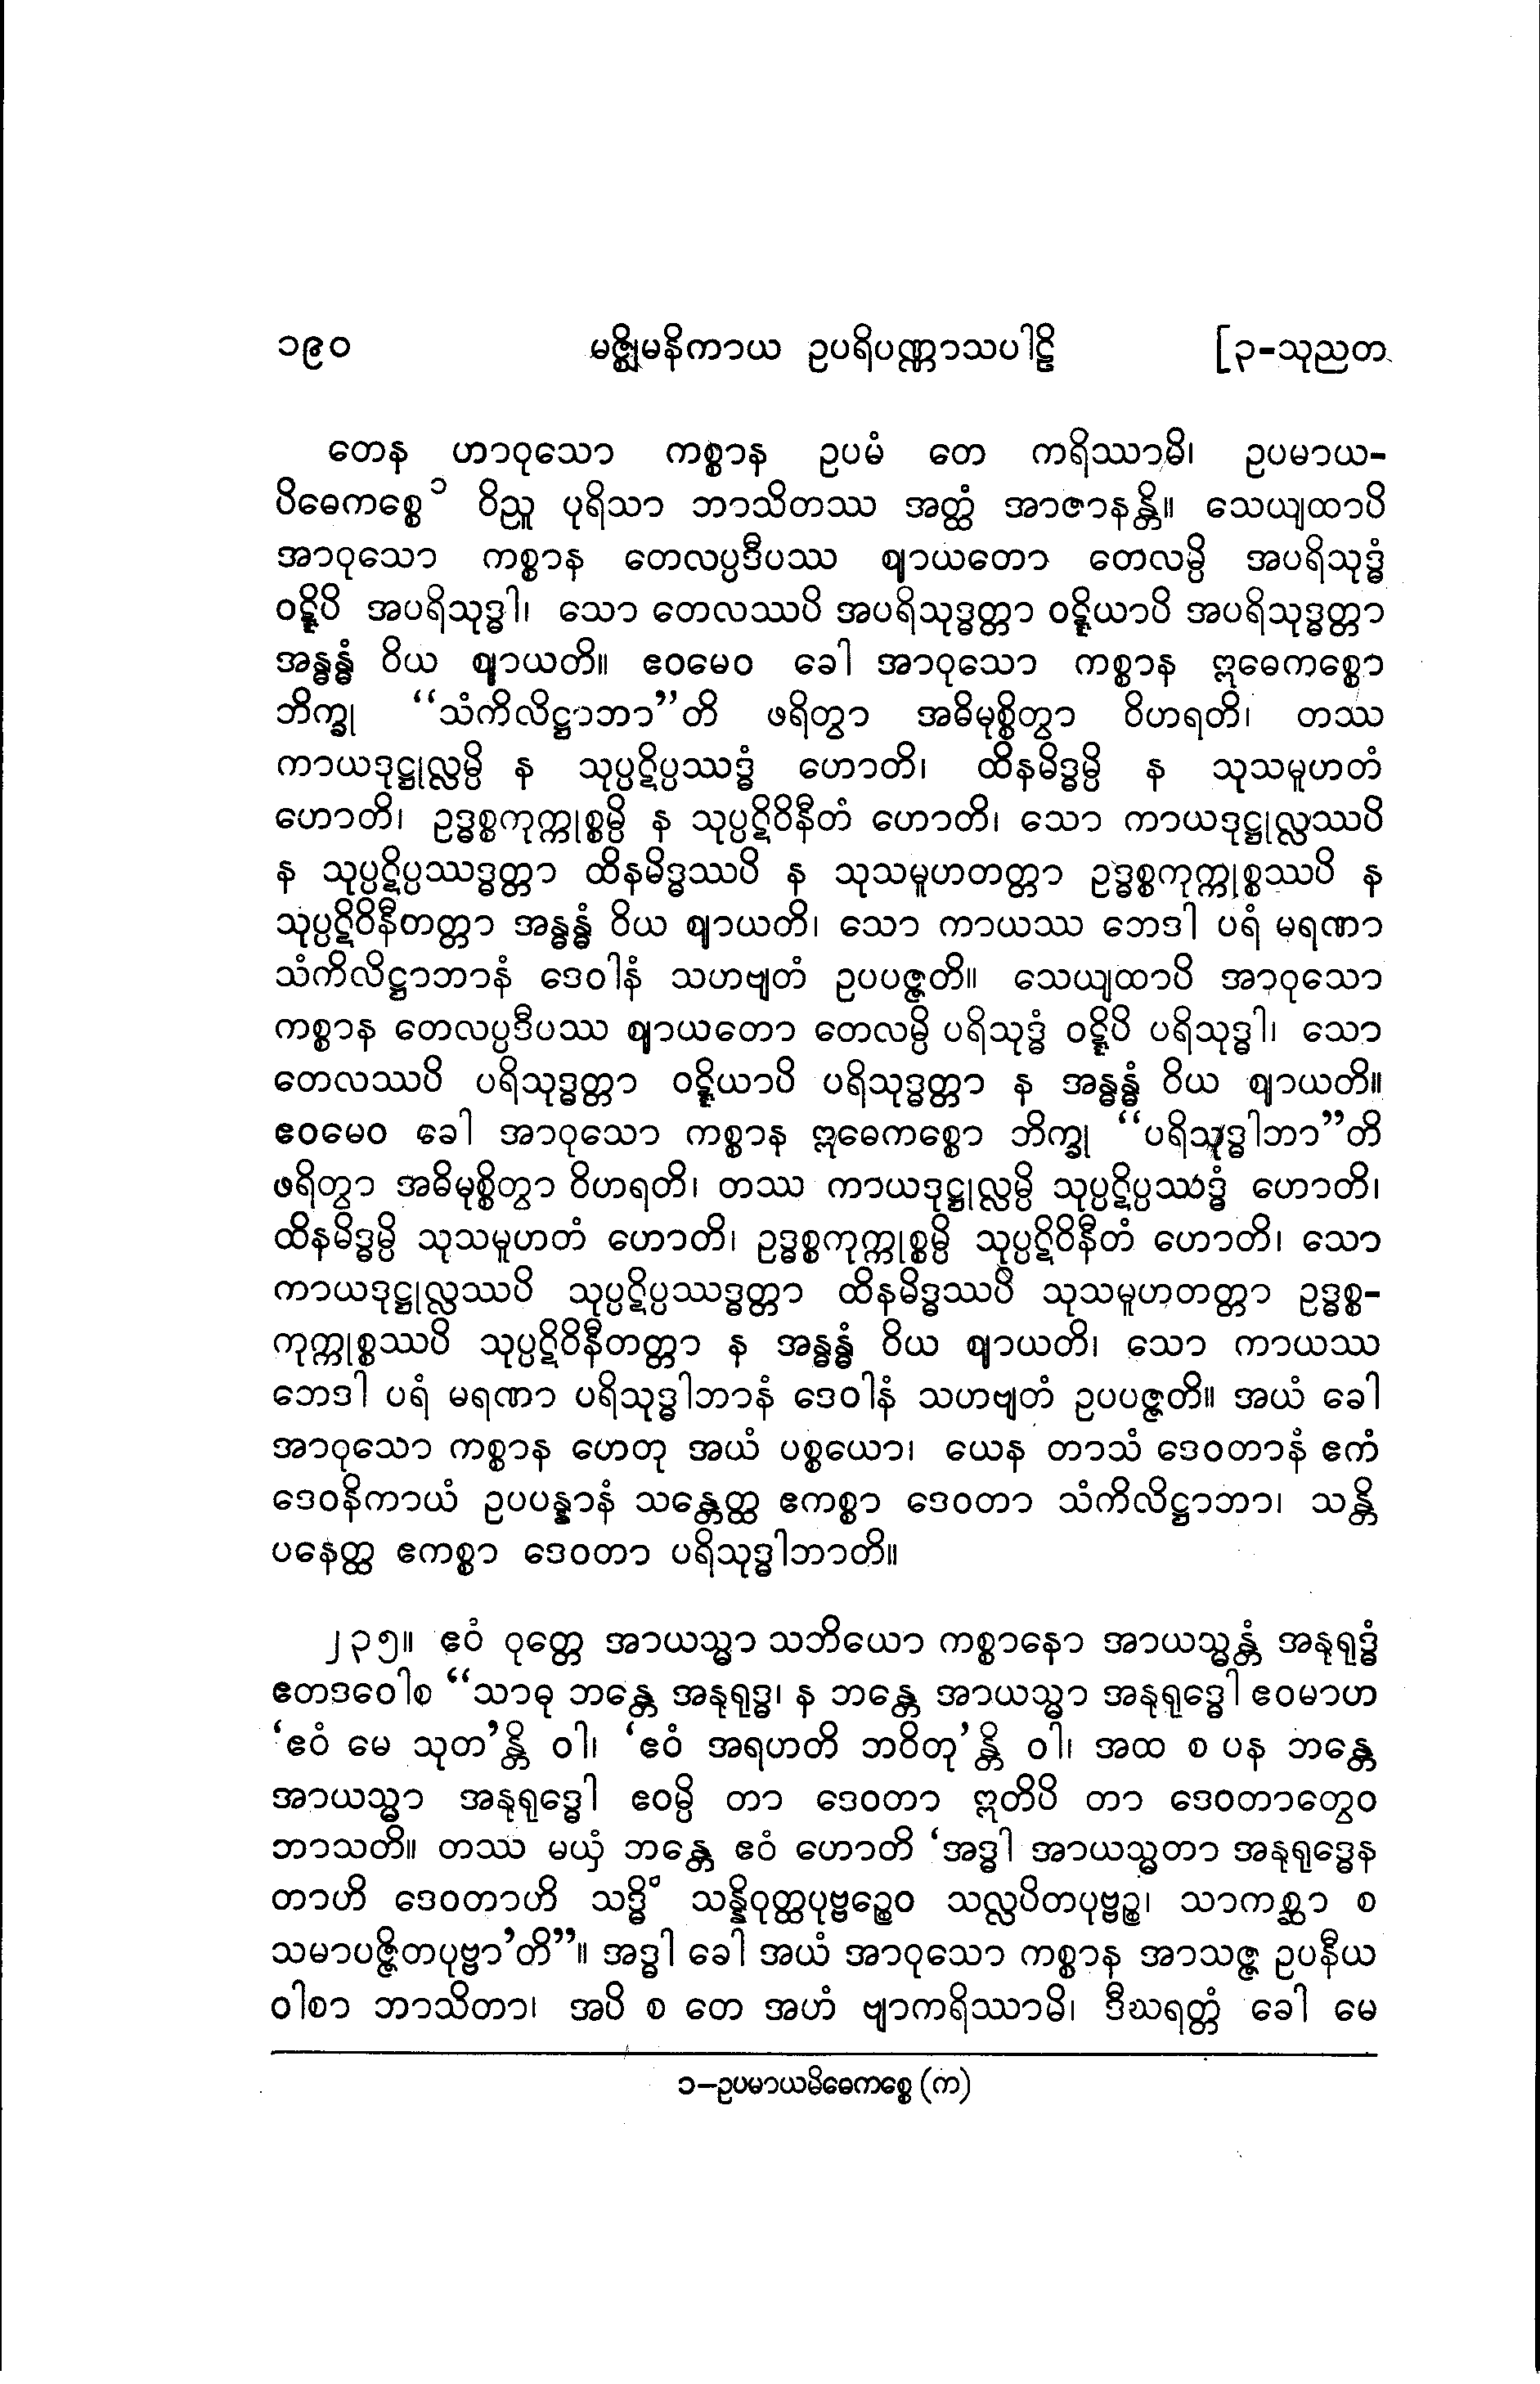 ၁၉၀ မဇ္ဈိမနိကာယ ဥပရိပဏ္ဏာသပါဠိ [၃-သုညတ
တေန ဟာဝုသော ကစ္စာန ဥပမံ တေ ကရိဿာမိ၊ ဥပမာယ-
ပိဓေကစ္စေ ၁ ဝိညူ ပုရိသာ ဘာသိတဿ အတ္ထံ အာဇာနန္တိ။ သေယျထာပိ
အာဝုသော ကစ္စာန တေလပ္ပဒီပဿ ဈာယတော တေလမ္ပိ အပရိသုဒ္ဓံ
ဝဋ္ဋိပိ အပရိသုဒ္ဓါ၊ သော တေလဿပိ အပရိသုဒ္ဓတ္တာ ဝဋ္ဋိယာပိ အပရိသုဒ္ဓတ္တာ
အန္ဓန္ဓံ ဝိယ ဈာယတိ။ ဧဝမေဝ ခေါ အာဝုသော ကစ္စာန ဣဓေကစ္စော
ဘိက္ခု “သံကိလိဋ္ဌာဘာ”တိ ဖရိတွာ အဓိမုစ္စိတွာ ဝိဟရတိ၊ တဿ
ကာယဒုဋ္ဌုလ္လမ္ပိ န သုပ္ပဋိပ္ပဿဒ္ဓံ ဟောတိ၊ ထိနမိဒ္ဓမ္ပိ န သုသမူဟတံ
ဟောတိ၊ ဥဒ္ဓစ္စကုက္ကုစ္စမ္ပိ န သုပ္ပဋိဝိနီတံ ဟောတိ၊ သော ကာယဒုဋ္ဌုလ္လဿပိ
န သုပ္ပဋိပ္ပဿဒ္ဓတ္တာ ထိနမိဒ္ဓဿပိ န သုသမူဟတတ္တာ ဥဒ္ဓစ္စကုက္ကုစ္စဿပိ န
သုပ္ပဋိဝိနီတတ္တာ အန္ဓန္ဓံ ဝိယ ဈာယတိ၊ သော ကာယဿ ဘေဒါ ပရံ မရဏာ
သံကိလိဋ္ဌာဘာနံ ဒေဝါနံ သဟဗျတံ ဥပပဇ္ဇတိ။ သေယျထာပိ အာဝုသော
ကစ္စာန တေလပ္ပဒီပဿ ဈာယတော တေလမ္ပိ ပရိသုဒ္ဓံ ဝဋ္ဋိပိ ပရိသုဒ္ဓါ၊ သော
တေလဿပိ ပရိသုဒ္ဓတ္တာ ဝဋ္ဋိယာပိ ပရိသုဒ္ဓတ္တာ န အန္ဓန္ဓံ ဝိယ ဈာယတိ။
ဧဝမေဝ ခေါ အာဝုသော ကစ္စာန ဣဓေကစ္စော ဘိက္ခု “ပရိသုဒ္ဓါဘာ”တိ
ဖရိတွာ အဓိမုစ္စိတွာ ဝိဟရတိ၊ တဿ ကာယဒုဋ္ဌုလ္လမ္ပိ သုပ္ပဋိပ္ပဿဒ္ဓံ ဟောတိ၊
ထိနမိဒ္ဓမ္ပိ သုသမူဟတံ ဟောတိ၊ ဥဒ္ဓစ္စကုက္ကုစ္စမ္ပိ သုပ္ပဋိဝိနီတံ ဟောတိ၊ သော
ကာယဒုဋ္ဌုလ္လဿပိ သုပ္ပဋိပ္ပဿဒ္ဓတ္တာ ထိနမိဒ္ဓဿပိ သုသမူဟတတ္တာ ဥဒ္ဓစ္စ-
ကုက္ကုစ္စဿပိ သုပ္ပဋိဝိနီတတ္တာ န အန္ဓန္ဓံ ဝိယ ဈာယတိ၊ သော ကာယဿ
ဘေဒါ ပရံ မရဏာ ပရိသုဒ္ဓါဘာနံ ဒေဝါနံ သဟဗျတံ ဥပပဇ္ဇတိ။ အယံ ခေါ
အာဝုသော ကစ္စာန ဟေတု အယံ ပစ္စယော၊ ယေန တာသံ ဒေဝတာနံ ဧကံ
ဒေဝနိကာယံ ဥပပန္နာနံ သန္တေတ္ထ ဧကစ္စာ ဒေဝတာ သံကိလိဋ္ဌာဘာ၊ သန္တိ
ပနေတ္ထ ဧကစ္စာ ဒေဝတာ ပရိသုဒ္ဓါဘာတိ။
၂၃၅။ ဧဝံ ဝုတ္တေ အာယသ္မာ သဘိယော ကစ္စာနော အာယသ္မန္တံ အနုရုဒ္ဓံ
ဧတဒဝေါစ “သာဓု ဘန္တေ အနုရုဒ္ဓ၊ န ဘန္တေ အာယသ္မာ အနုရုဒ္ဓေါ ဧဝမာဟ
‘ဧဝံ မေ သုတ’န္တိ ဝါ၊ ‘ဧဝံ အရဟတိ ဘဝိတု’န္တိ ဝါ၊ အထ စ ပန ဘန္တေ
အာယသ္မာ အနုရုဒ္ဓေါ ဧဝမ္ပိ တာ ဒေဝတာ ဣတိပိ တာ ဒေဝတာတွေဝ
ဘာသတိ။ တဿ မယှံ ဘန္တေ ဧဝံ ဟောတိ ‘အဒ္ဓါ အာယသ္မတာ အနုရုဒ္ဓေန
တာဟိ ဒေဝတာဟိ သဒ္ဓိံ သန္နိဝုတ္ထပုဗ္ဗဉ္စေဝ သလ္လပိတပုဗ္ဗဉ္စ၊ သာကစ္ဆာ စ
သမာပဇ္ဇိတပုဗ္ဗာ’တိ”။ အဒ္ဓါ ခေါ အယံ အာဝုသော ကစ္စာန အာသဇ္ဇ ဥပနီယ
ဝါစာ ဘာသိတာ၊ အပိ စ တေ အဟံ ဗျာကရိဿာမိ၊ ဒီဃရတ္တံ ခေါ မေ
၁–ဥပမာယမိဓေကစ္စေ (က)